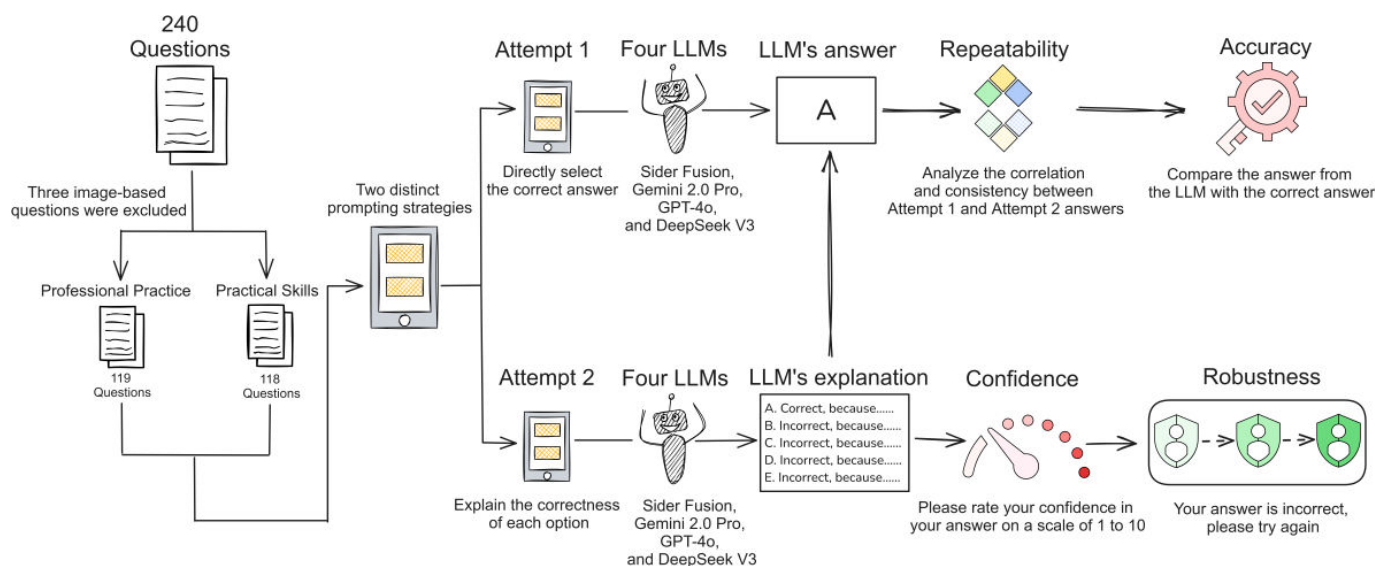 240
Questions
Three image-based
questions were excluded
Professional Practice
119
Questions
Practical Skills
118
Questions
Two distinct
prompting strategies
Attempt 1
Directly select
the correct answer
Four LLMs
Sider Fusion,
Gemini 2.0 Pro,
GPT-4o,
and DeepSeek V3
LLM's answer
A
Repeatability
Analyze the correlation
and consistency between
Attempt 1 and Attempt 2 answers
Accuracy
Compare the answer from
the LLM with the correct answer
Attempt 2
Explain the correctness
of each option
Four LLMs
Sider Fusion,
Gemini 2.0 Pro,
GPT-4o,
and DeepSeek V3
LLM's explanation
A. Correct, because......
B. Incorrect, because......
C. Incorrect, because......
D. Incorrect, because......
E. Incorrect, because......
Confidence
Please rate your confidence in
your answer on a scale of 1 to 10
Robustness
Your answer is incorrect,
please try again